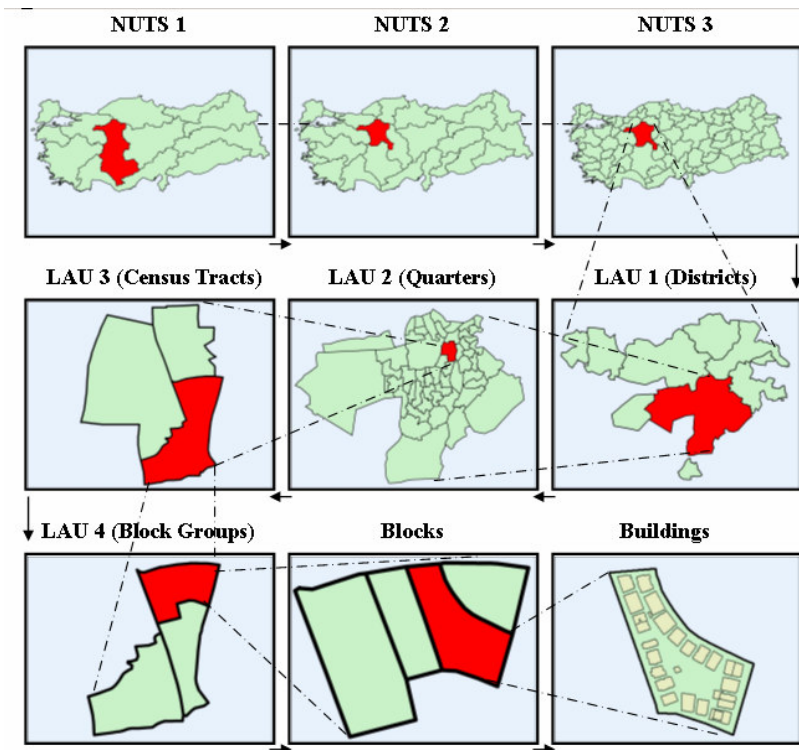 NUTS 1
NUTS 2
NUTS 3
LAU 3 (Census Tracts)
LAU 2 (Quarters)
LAU 1 (Districts)
LAU 4 (Block Groups)
Blocks
Buildings